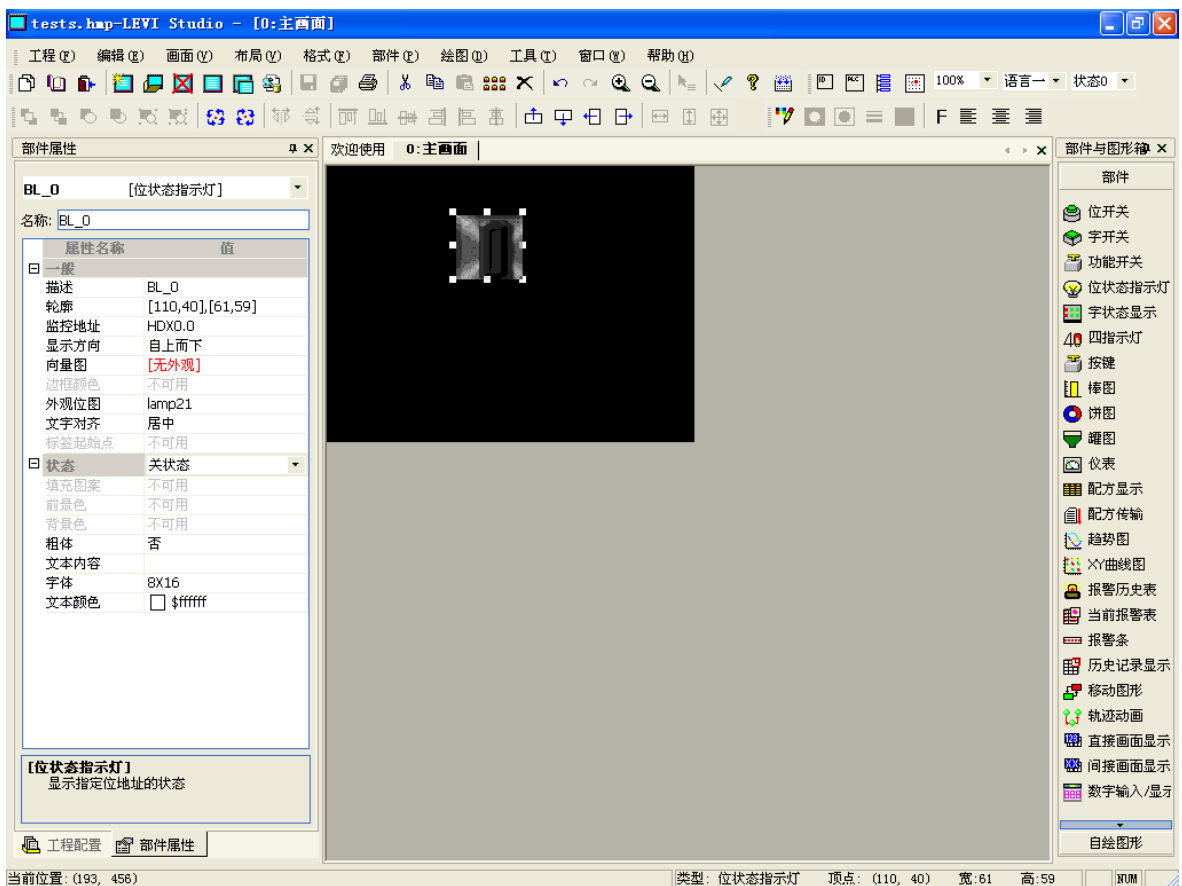 tests.hmp-LEVI Studio - [0:主画面]
工程(F) 编辑(E) 画面(V) 布局(V) 格式(F) 部件(P) 绘图(D) 工具(T) 窗口(W) 帮助(H)
100% 语言一 状态0
F
部件属性
欢迎使用 0:主画面
部件与图形箱
BL_0 [位状态指示灯]
名称: BL_0
属性名称 值
一般
描述 BL_0
轮廓 [110,40],[61,59]
监控地址 HDX0.0
显示方向 自上而下
向量图 [无外观]
边框颜色 不可用
外观位图 lamp21
文字对齐 居中
标签起始点 不可用
状态 关状态
填充图案 不可用
前景色 不可用
背景色 不可用
粗体 否
文本内容
字体 8X16
文本颜色 $ffffff
[位状态指示灯]
显示指定位地址的状态
工程配置 部件属性
部件
位开关
字开关
功能开关
位状态指示灯
字状态显示
四指示灯
按键
棒图
饼图
罐图
仪表
配方显示
配方传输
趋势图
XY曲线图
报警历史表
当前报警表
报警条
历史记录显示
移动图形
轨迹动画
直接画面显示
间接画面显示
数字输入/显示
自绘图形
当前位置:(193, 456) 类型: 位状态指示灯 顶点: (110, 40) 宽:61 高:59 NUM